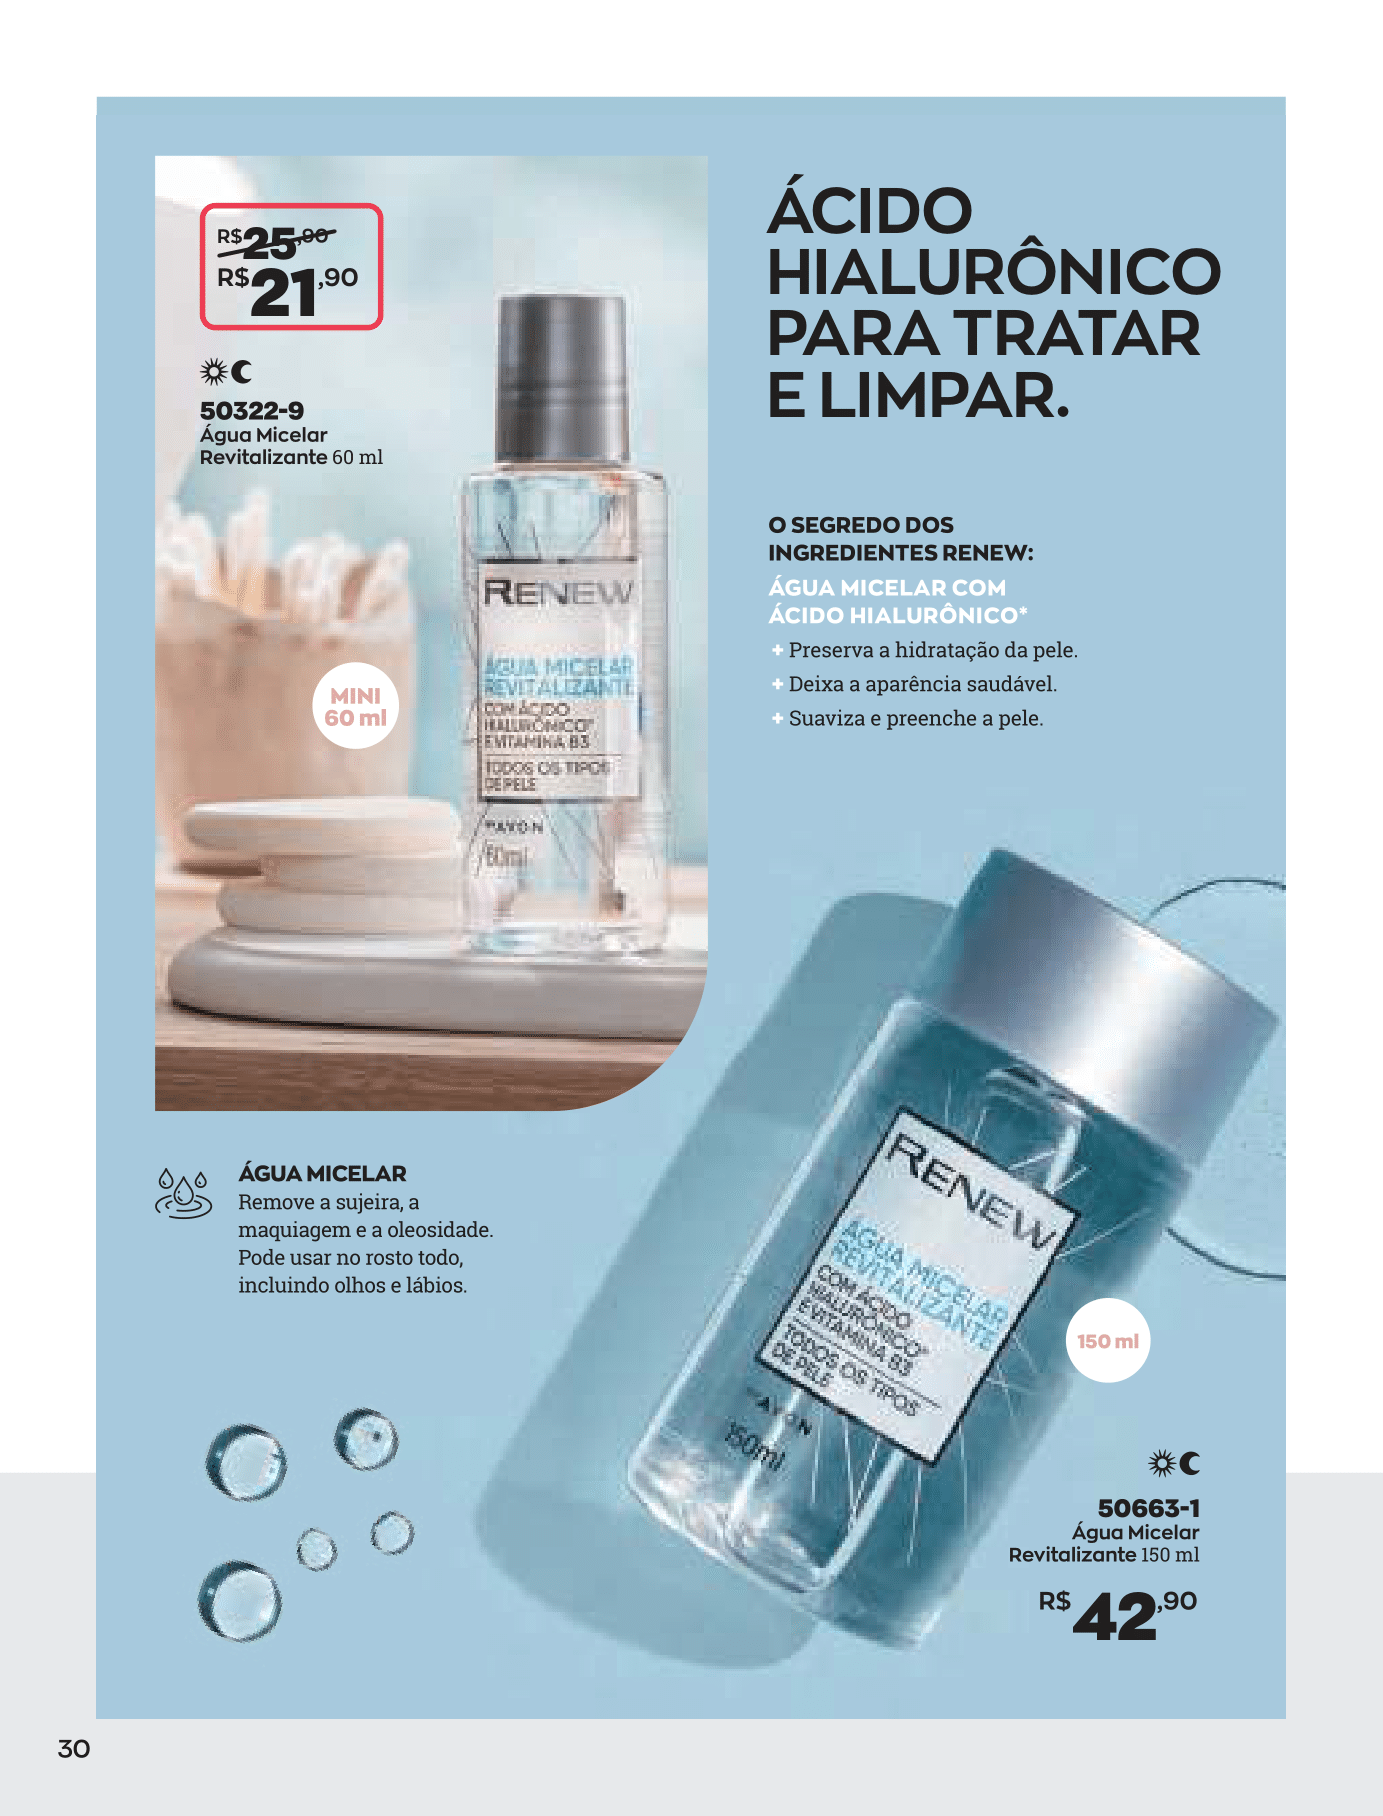 R$25,90
R$21,90
50322-9
Água Micelar
Revitalizante 60 ml
MINI
60 ml
RENEW
ÁGUA MICELAR
REVITALIZANTE
COM ÁCIDO
HIALURÔNICO*
E VITAMINA B3
TODOS OS TIPOS
DE PELE
AVON
60ml
ÁCIDO
HIALURÔNICO
PARA TRATAR
E LIMPAR.
O SEGREDO DOS
INGREDIENTES RENEW:
ÁGUA MICELAR COM
ÁCIDO HIALURÔNICO*
+ Preserva a hidratação da pele.
+ Deixa a aparência saudável.
+ Suaviza e preenche a pele.
ÁGUA MICELAR
Remove a sujeira, a
maquiagem e a oleosidade.
Pode usar no rosto todo,
incluindo olhos e lábios.
RENEW
ÁGUA MICELAR
REVITALIZANTE
COM ÁCIDO
HIALURÔNICO*
E VITAMINA B3
TODOS OS TIPOS
DE PELE
AVON
150ml
150 ml
50663-1
Água Micelar
Revitalizante 150 ml
R$42,90
30